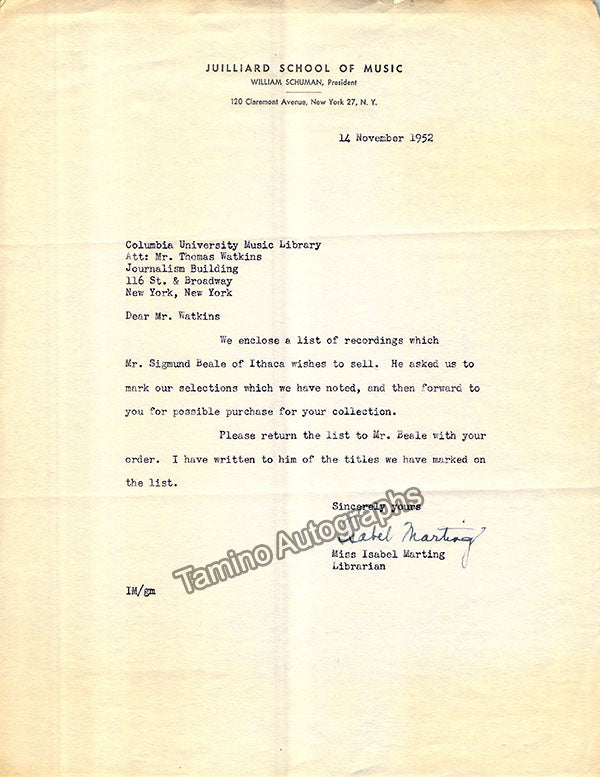 JUILLIARD SCHOOL OF MUSIC
WILLIAM SCHUMAN, President
120 Claremont Avenue, New York 27, N. Y.
14 November 1952
Columbia University Music Library
Att: Mr. Thomas Watkins
Journalism Building
116 St. & Broadway
New York, New York
Dear Mr. Watkins
We enclose a list of recordings which
Mr. Sigmund Beale of Ithaca wishes to sell. He asked us to
mark our selections which we have noted, and then forward to
you for possible purchase for your collection.
Please return the list to Mr. Beale with your
order. I have written to him of the titles we have marked on
the list.
Sincerely yours
Isabel Marting
Miss Isabel Marting
Librarian
IM/gm
Tamino Autographs